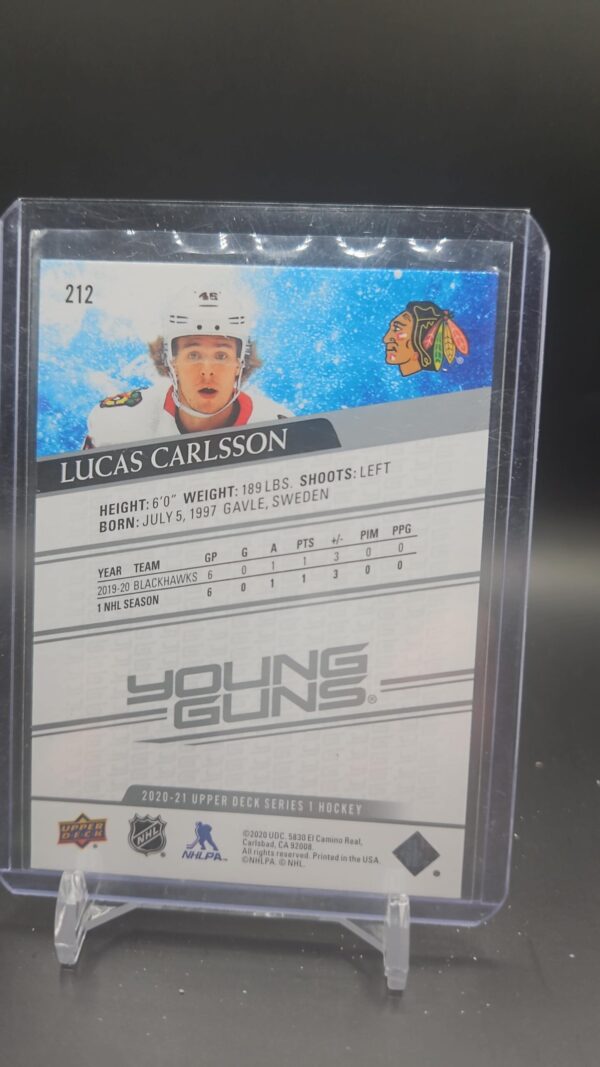 212
46
LUCAS CARLSSON
HEIGHT: 6'0" WEIGHT: 189 LBS. SHOOTS: LEFT
BORN: JULY 5, 1997 GAVLE, SWEDEN
YEAR TEAM GP G A PTS +/- PIM PPG
2019-20 BLACKHAWKS 6 0 1 1 3 0 0
1 NHL SEASON 6 0 1 1 3 0 0
YOUNG
GUNS®
2020-21 UPPER DECK SERIES 1 HOCKEY
UPPER
DECK
NHL
NHLPA™
©2020 UDC. 5830 El Camino Real,
Carlsbad, CA 92008.
All rights reserved. Printed in the USA.
©NHLPA. © NHL.